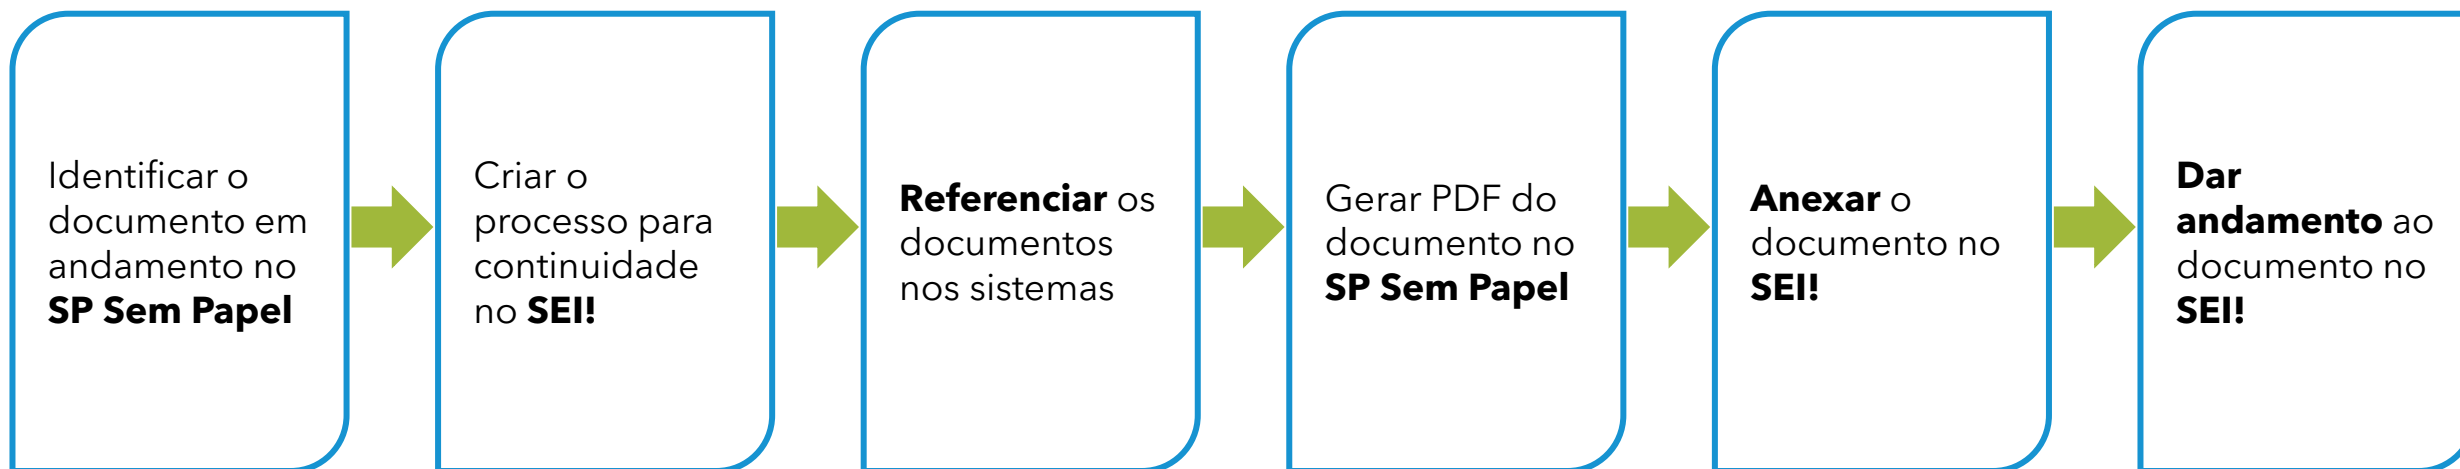 Identificar o
documento em
andamento no
SP Sem Papel
Criar o
processo para
continuidade
no SEI!
Referenciar os
documentos
nos sistemas
Gerar PDF do
documento no
SP Sem Papel
Anexar o
documento no
SEI!
Dar
andamento ao
documento no
SEI!